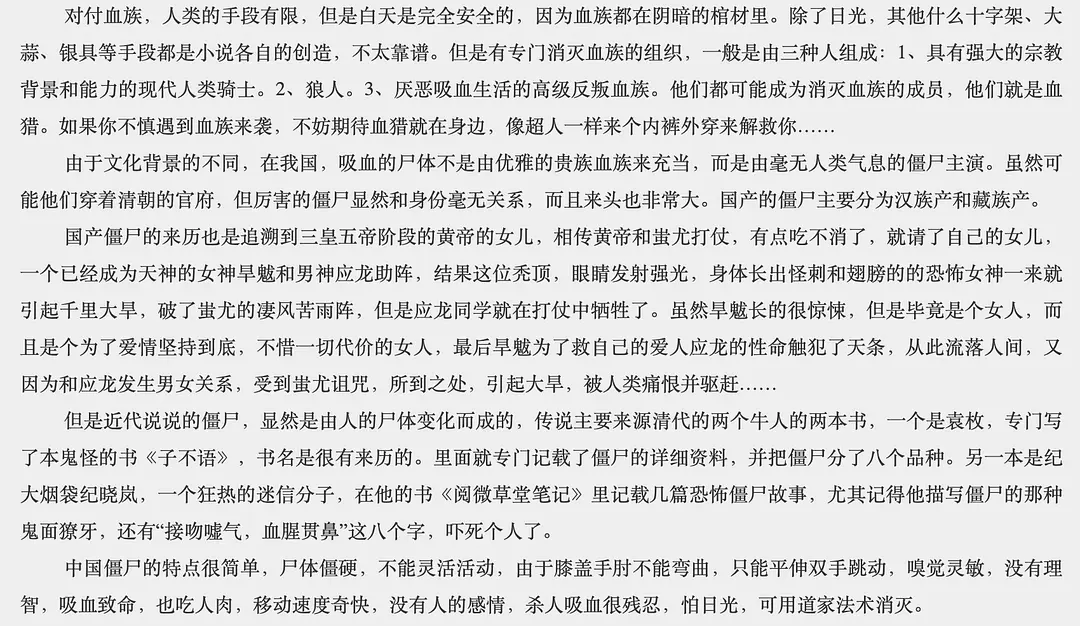 对付血族，人类的手段有限，但是白天是完全安全的，因为血族都在阴暗的棺材里。除了日光，其他什么十字架、大
蒜、银具等手段都是小说各自的创造，不太靠谱。但是有专门消灭血族的组织，一般是由三种人组成：1、具有强大的宗教
背景和能力的现代人类骑士。2、狼人。3、厌恶吸血生活的高级反叛血族。他们都可能成为消灭血族的成员，他们就是血
猎。如果你不慎遇到血族来袭，不妨期待血猎就在身边，像超人一样来个内裤外穿来解救你……
由于文化背景的不同，在我国，吸血的尸体不是由优雅的贵族血族来充当，而是由毫无人类气息的僵尸主演。虽然可
能他们穿着清朝的官府，但厉害的僵尸显然和身份毫无关系，而且来头也非常大。国产的僵尸主要分为汉族产和藏族产。
国产僵尸的来历也是追溯到三皇五帝阶段的黄帝的女儿，相传黄帝和蚩尤打仗，有点吃不消了，就请了自己的女儿，
一个已经成为天神的女神旱魃和男神应龙助阵，结果这位秃顶，眼睛发射强光，身体长出怪刺和翅膀的的恐怖女神一来就
引起千里大旱，破了蚩尤的凄风苦雨阵，但是应龙同学就在打仗中牺牲了。虽然旱魃长的很惊悚，但是毕竟是个女人，而
且是个为了爱情坚持到底，不惜一切代价的女人，最后旱魃为了救自己的爱人应龙的性命触犯了天条，从此流落人间，又
因为和应龙发生男女关系，受到蚩尤诅咒，所到之处，引起大旱，被人类痛恨并驱赶……
但是近代说说的僵尸，显然是由人的尸体变化而成的，传说主要来源清代的两个牛人的两本书，一个是袁枚，专门写
了本鬼怪的书《子不语》，书名是很有来历的。里面就专门记载了僵尸的详细资料，并把僵尸分了八个品种。另一本是纪
大烟袋纪晓岚，一个狂热的迷信分子，在他的书《阅微草堂笔记》里记载几篇恐怖僵尸故事，尤其记得他描写僵尸的那种
鬼面獠牙，还有“接吻嘘气，血腥贯鼻”这八个字，吓死个人了。
中国僵尸的特点很简单，尸体僵硬，不能灵活活动，由于膝盖手肘不能弯曲，只能平伸双手跳动，嗅觉灵敏，没有理
智，吸血致命，也吃人肉，移动速度奇快，没有人的感情，杀人吸血很残忍，怕日光，可用道家法术消灭。